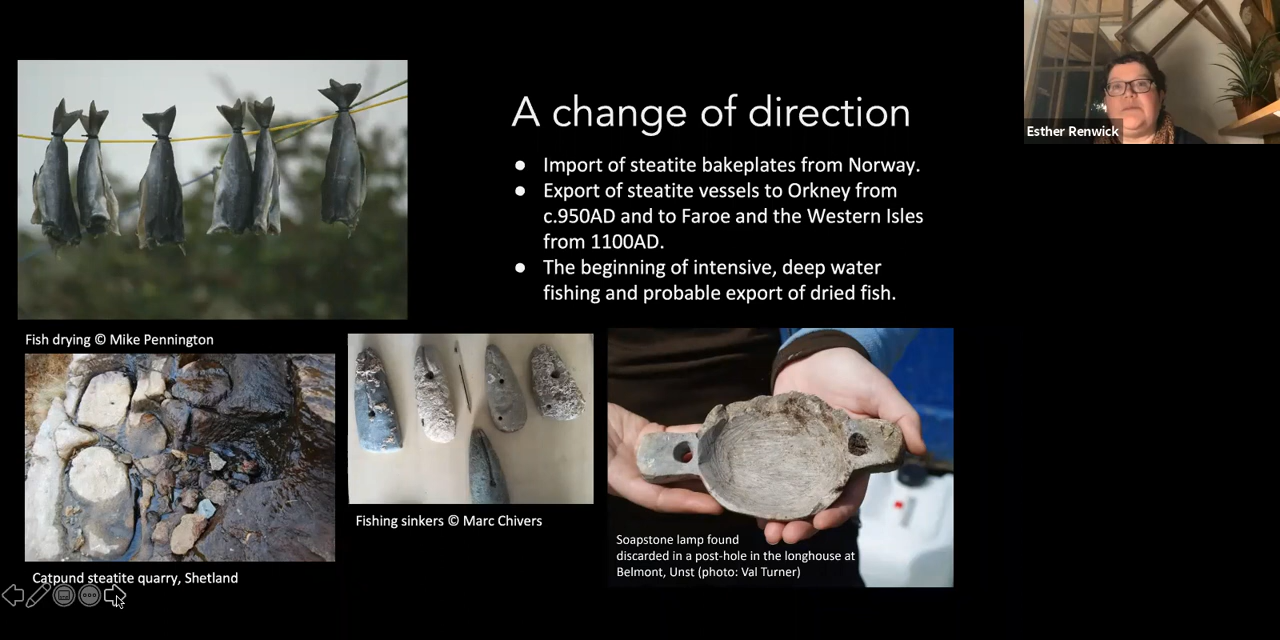 Esther Renwick
A change of direction
● Import of steatite bakeplates from Norway.
● Export of steatite vessels to Orkney from
c.950AD and to Faroe and the Western Isles
from 1100AD.
● The beginning of intensive, deep water
fishing and probable export of dried fish.
Fish drying © Mike Pennington
Fishing sinkers © Marc Chivers
Soapstone lamp found
discarded in a post-hole in the longhouse at
Belmont, Unst (photo: Val Turner)
Catpund steatite quarry, Shetland